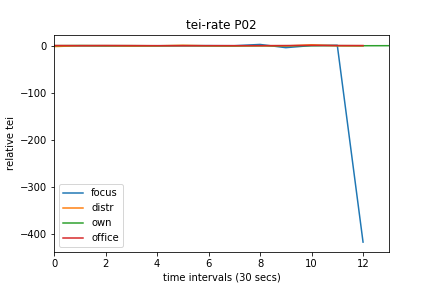 tei-rate P02
relative tei
0
−100
−200
−300
−400
focus
distr
own
office
0 2 4 6 8 10 12
time intervals (30 secs)